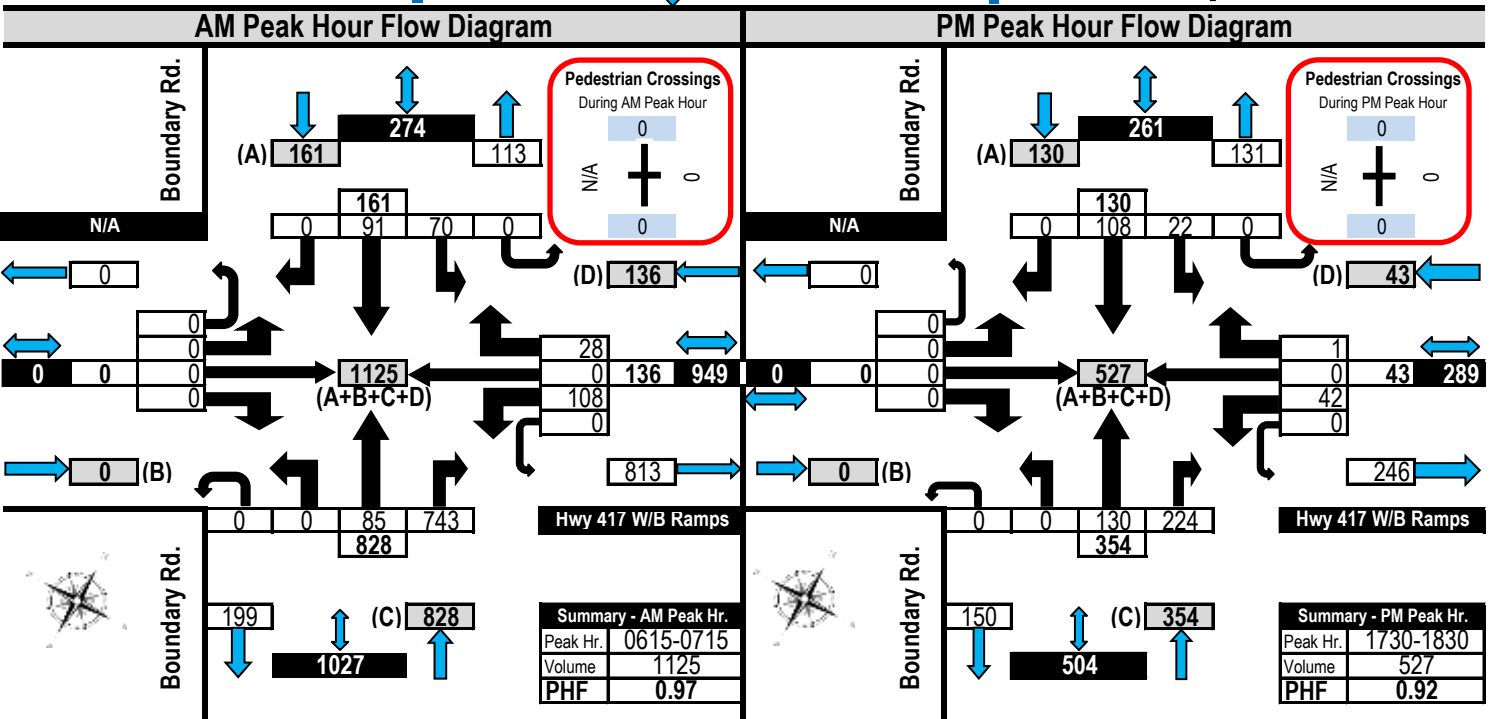 AM Peak Hour Flow Diagram
Boundary Rd.
N/A
274
(A) 161
113
161
0 91 70 0
Pedestrian Crossings
During AM Peak Hour
0
N/A
0
0
0
(D) 136
0
0
0
0
0 0
1125
(A+B+C+D)
28
0
108
0
136 949
0 (B)
813
0 0 85 743
828
Hwy 417 W/B Ramps
Boundary Rd.
199
(C) 828
1027
Summary - AM Peak Hr.
Peak Hr. 0615-0715
Volume 1125
PHF 0.97
PM Peak Hour Flow Diagram
Boundary Rd.
N/A
261
(A) 130
131
130
0 108 22 0
Pedestrian Crossings
During PM Peak Hour
0
N/A
0
0
0
(D) 43
0
0
0
0
0 0
527
(A+B+C+D)
1
0
42
0
43 289
0 (B)
246
0 0 130 224
354
Hwy 417 W/B Ramps
Boundary Rd.
150
(C) 354
504
Summary - PM Peak Hr.
Peak Hr. 1730-1830
Volume 527
PHF 0.92